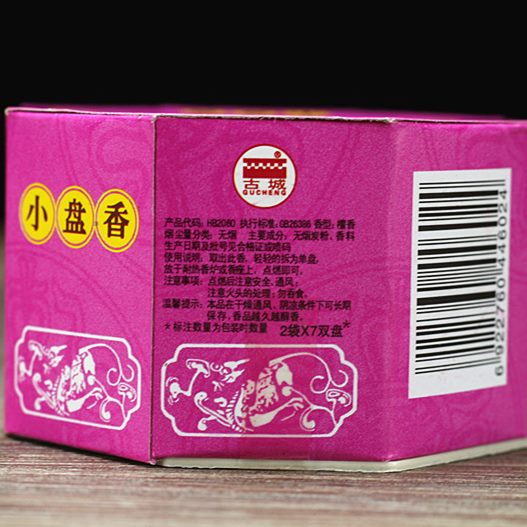 小盘香
古城
GUCHENG
产品代码：HB2060 执行标准：GB26386 香型：檀香
烟尘量分类：无烟 主要成分：无烟炭粉、香料
生产日期及批号见合格证或喷码
使用说明：取出此香，轻轻的拆为单盘，
放于耐热香炉或香座上，点燃即可。
注意事项：点燃后注意安全、通风；
注意火头的处理；勿吞食。
温馨提示：本品在干燥通风、阴凉条件下可长期
保存，香品越久越醇香。
*标注数量为包装时数量 2袋X7双盘*
6922760446024